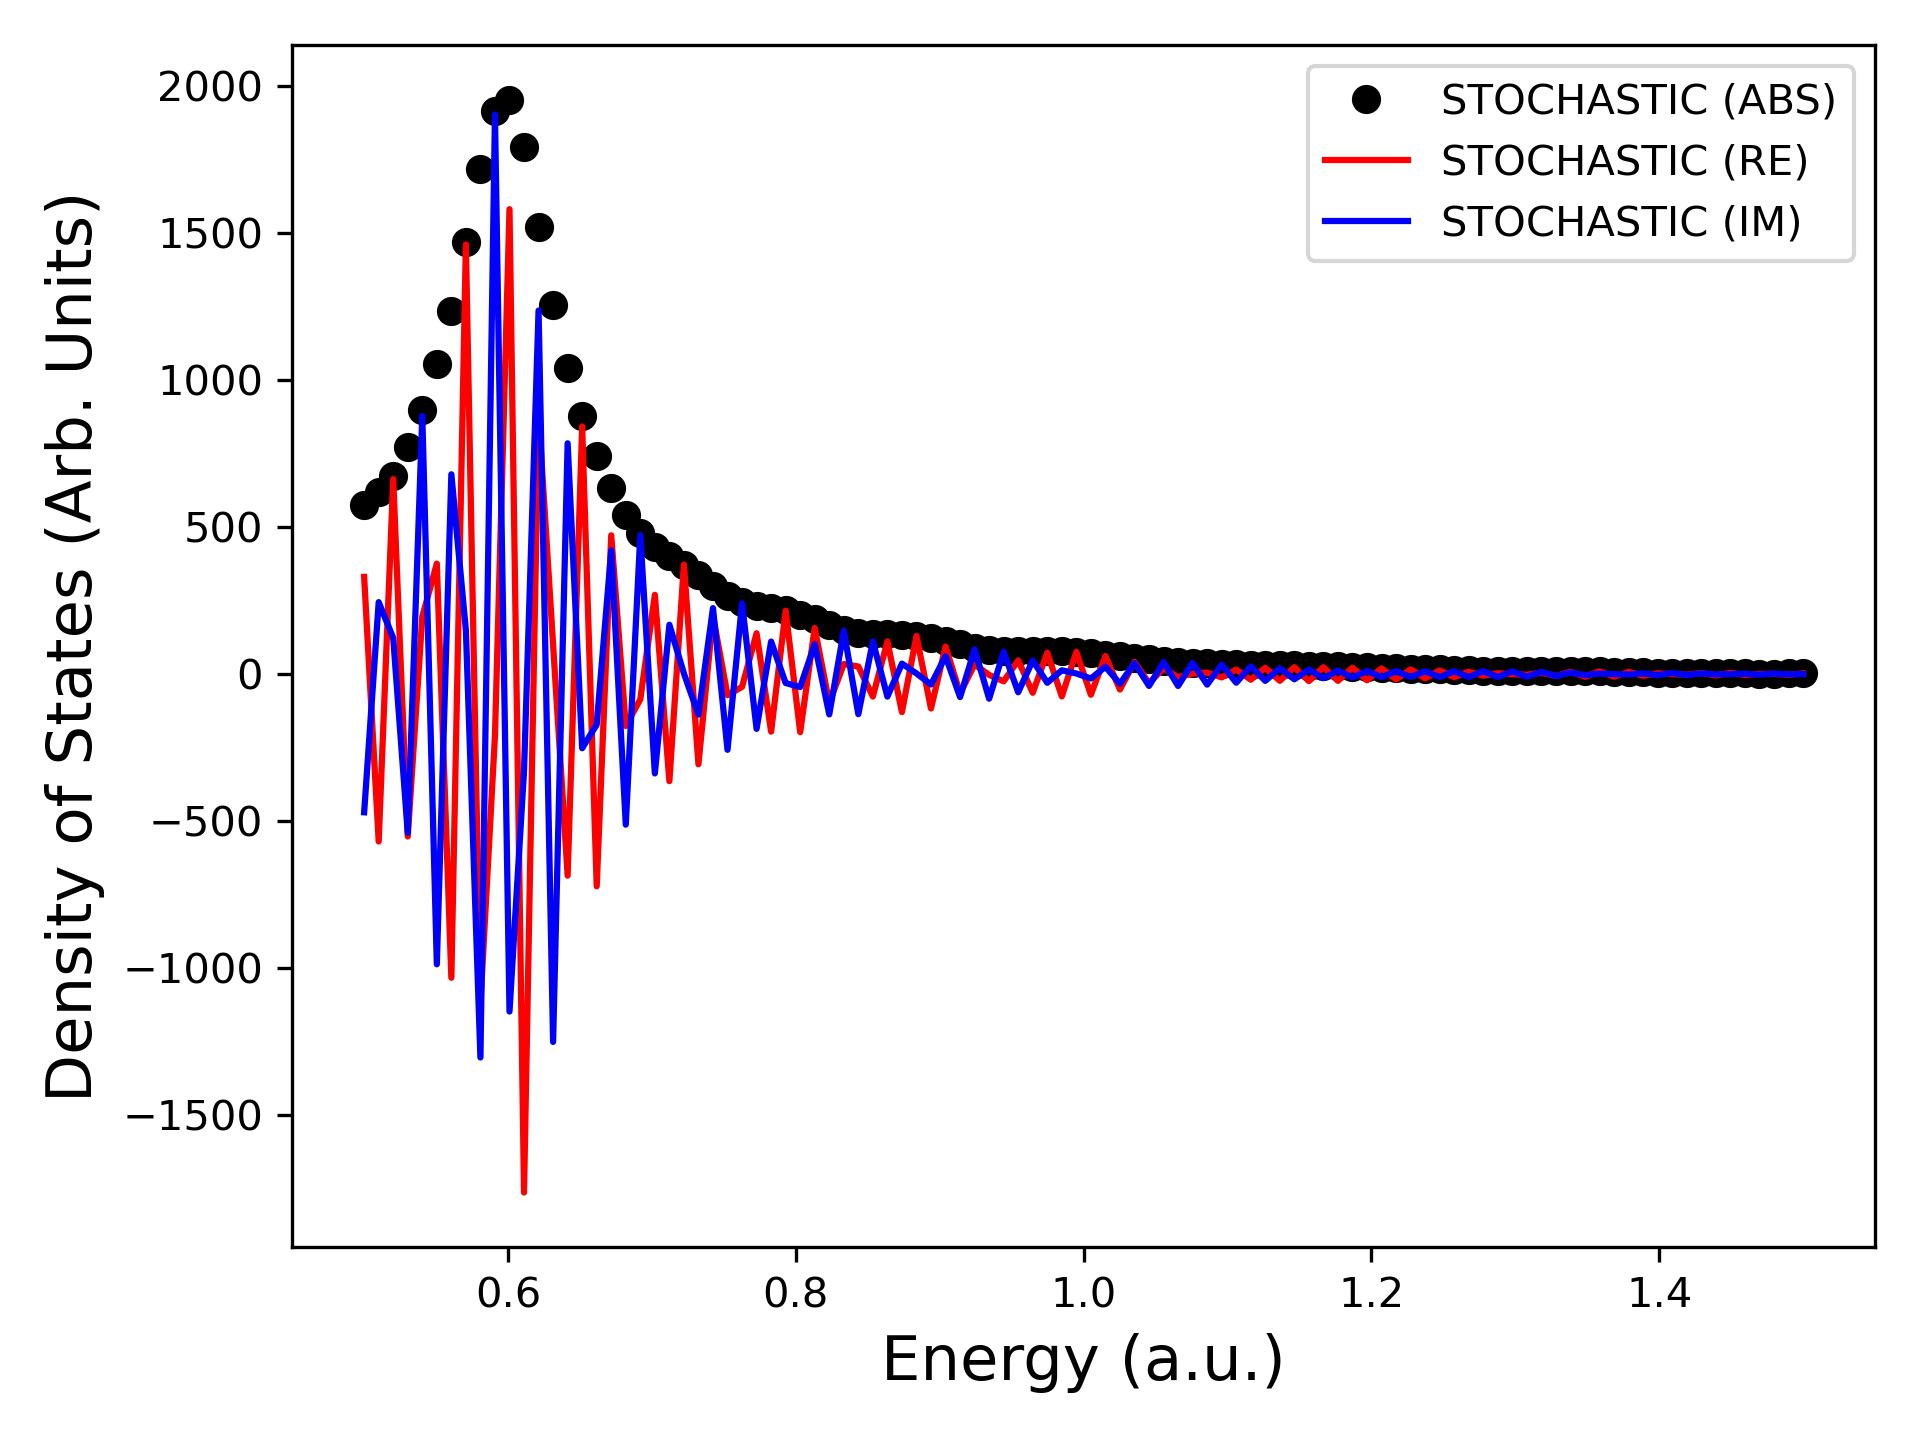 Density of States (Arb. Units)
2000
1500
1000
500
0
−500
−1000
−1500
STOCHASTIC (ABS)
STOCHASTIC (RE)
STOCHASTIC (IM)
0.6 0.8 1.0 1.2 1.4
Energy (a.u.)